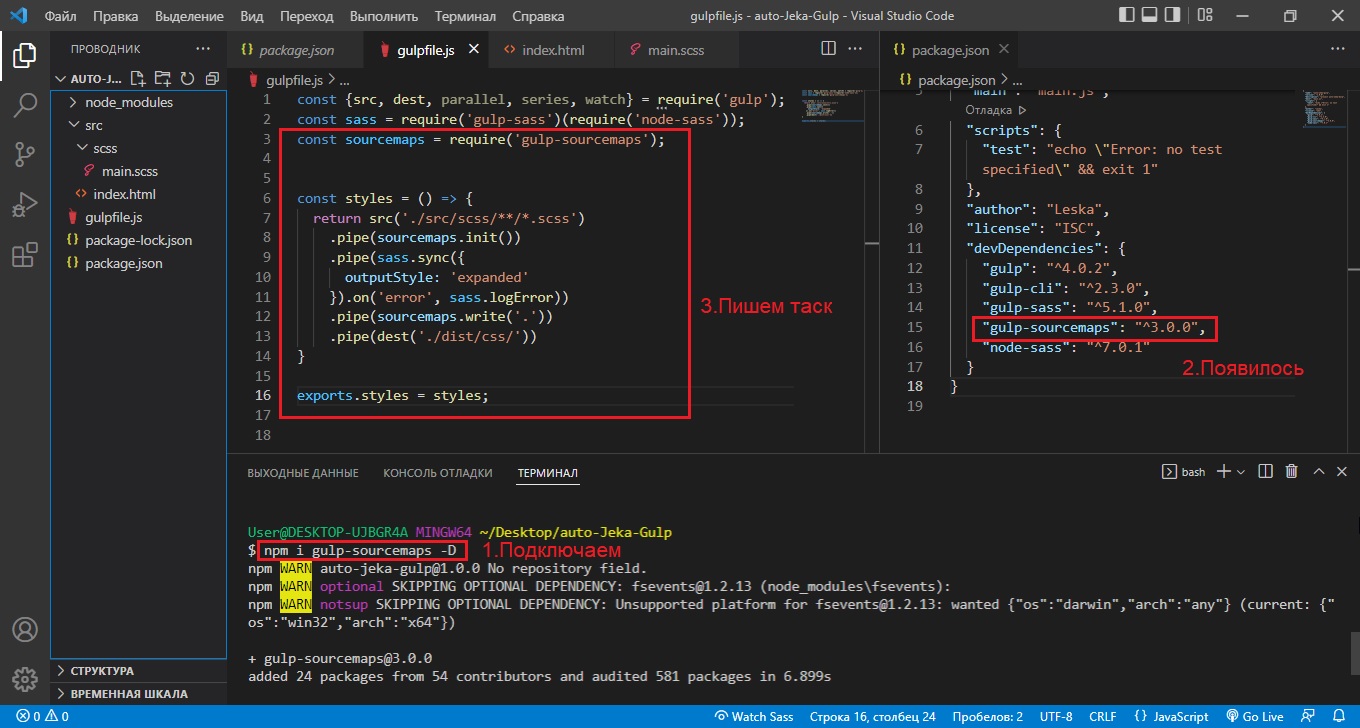 Файл Правка Выделение Вид Переход Выполнить Терминал Справка
gulpfile.js - auto-Jeka-Gulp - Visual Studio Code
ПРОВОДНИК
AUTO-J...
node_modules
src
scss
main.scss
index.html
gulpfile.js
package-lock.json
package.json
СТРУКТУРА
ВРЕМЕННАЯ ШКАЛА
package.json gulpfile.js index.html main.scss
gulpfile.js > ...
1 const {src, dest, parallel, series, watch} = require('gulp');
2 const sass = require('gulp-sass')(require('node-sass'));
3 const sourcemaps = require('gulp-sourcemaps');
4
5
6 const styles = () => {
7 return src('./src/scss/**/*.scss')
8 .pipe(sourcemaps.init())
9 .pipe(sass.sync({
10 outputStyle: 'expanded'
11 }).on('error', sass.logError))
12 .pipe(sourcemaps.write('.'))
13 .pipe(dest('./dist/css/'))
14 }
15
16 exports.styles = styles;
17
18
3.Пишем таск
package.json
package.json > ...
5 "main": "main.js",
Отладка
6 "scripts": {
7 "test": "echo \"Error: no test
specified\" && exit 1"
8 },
9 "author": "Leska",
10 "license": "ISC",
11 "devDependencies": {
12 "gulp": "^4.0.2",
13 "gulp-cli": "^2.3.0",
14 "gulp-sass": "^5.1.0",
15 "gulp-sourcemaps": "^3.0.0",
16 "node-sass": "^7.0.1"
17 }
18 }
19
2.Появилось
ВЫХОДНЫЕ ДАННЫЕ КОНСОЛЬ ОТЛАДКИ ТЕРМИНАЛ
bash
User@DESKTOP-UJBGR4A MINGW64 ~/Desktop/auto-Jeka-Gulp
$ npm i gulp-sourcemaps -D
1.Подключаем
npm WARN auto-jeka-gulp@1.0.0 No repository field.
npm WARN optional SKIPPING OPTIONAL DEPENDENCY: fsevents@1.2.13 (node_modules\fsevents):
npm WARN notsup SKIPPING OPTIONAL DEPENDENCY: Unsupported platform for fsevents@1.2.13: wanted {"os":"darwin","arch":"any"} (current: {"
os":"win32","arch":"x64"})
+ gulp-sourcemaps@3.0.0
added 24 packages from 54 contributors and audited 581 packages in 6.899s
0 0 Watch Sass Строка 16, столбец 24 Пробелов: 2 UTF-8 CRLF {} JavaScript Go Live